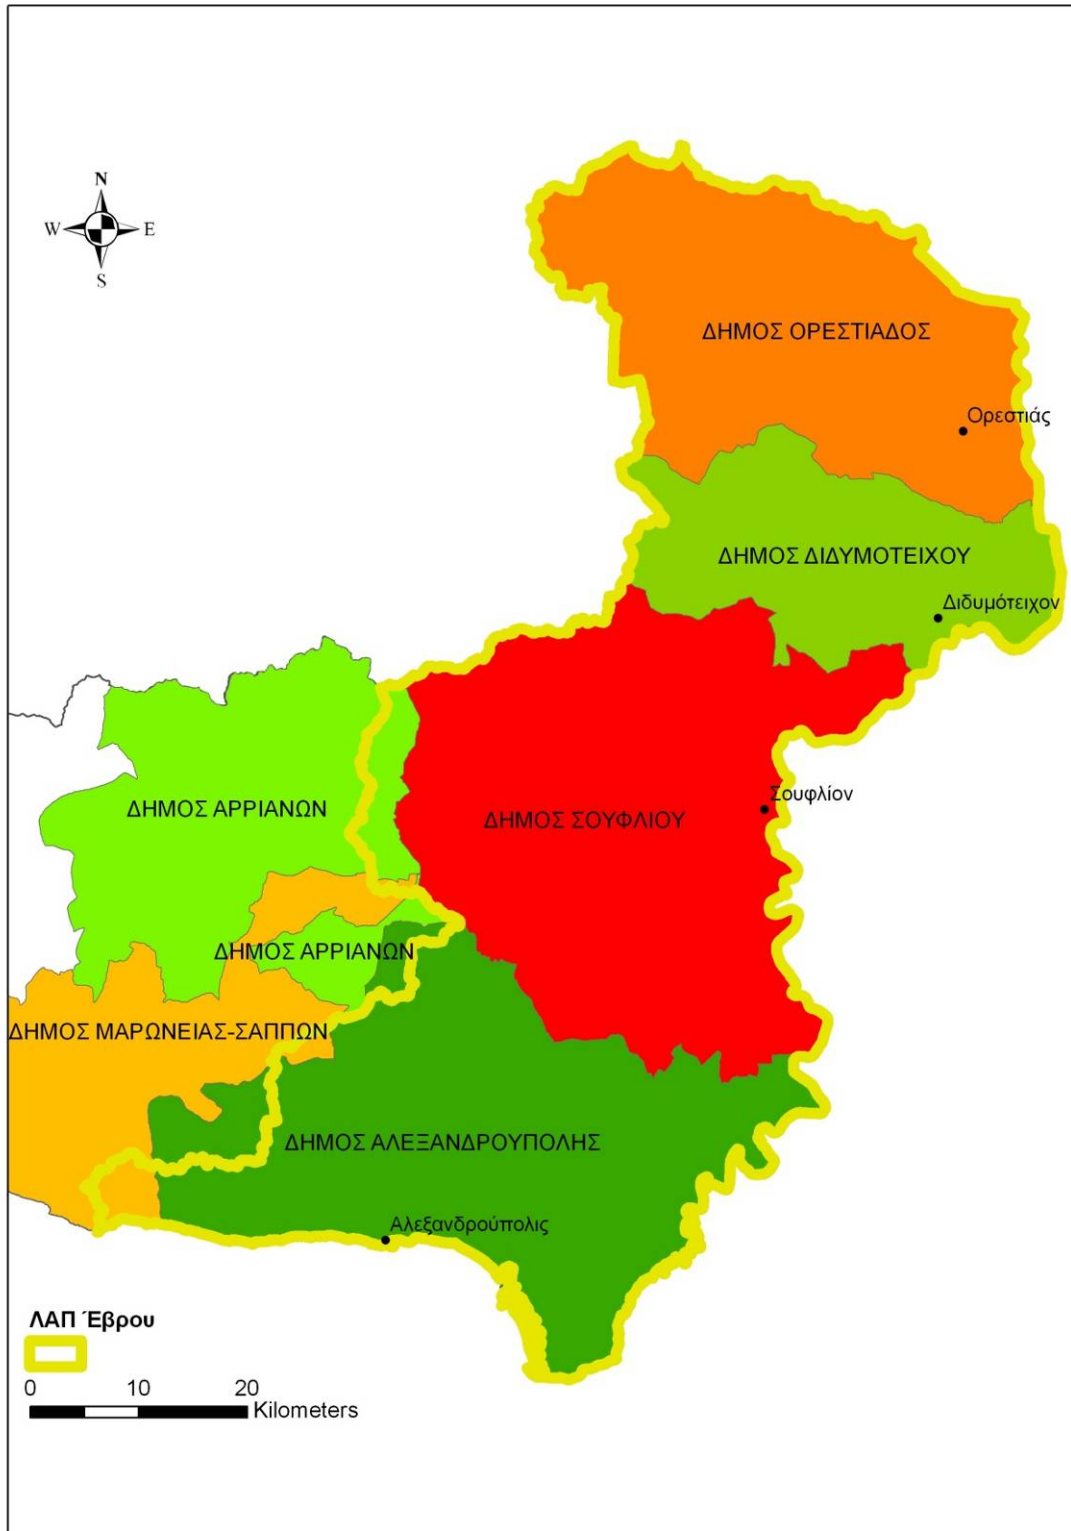 N
W E
S
ΔΗΜΟΣ ΟΡΕΣΤΙΑΔΟΣ
Ορεστιάς
ΔΗΜΟΣ ΔΙΔΥΜΟΤΕΙΧΟΥ
Διδυμότειχον
ΔΗΜΟΣ ΑΡΡΙΑΝΩΝ
ΔΗΜΟΣ ΣΟΥΦΛΙΟΥ
Σουφλίον
ΔΗΜΟΣ ΑΡΡΙΑΝΩΝ
ΔΗΜΟΣ ΜΑΡΩΝΕΙΑΣ-ΣΑΠΠΩΝ
ΔΗΜΟΣ ΑΛΕΞΑΝΔΡΟΥΠΟΛΗΣ
Αλεξανδρούπολις
ΛΑΠ Έβρου
0 10 20
Kilometers